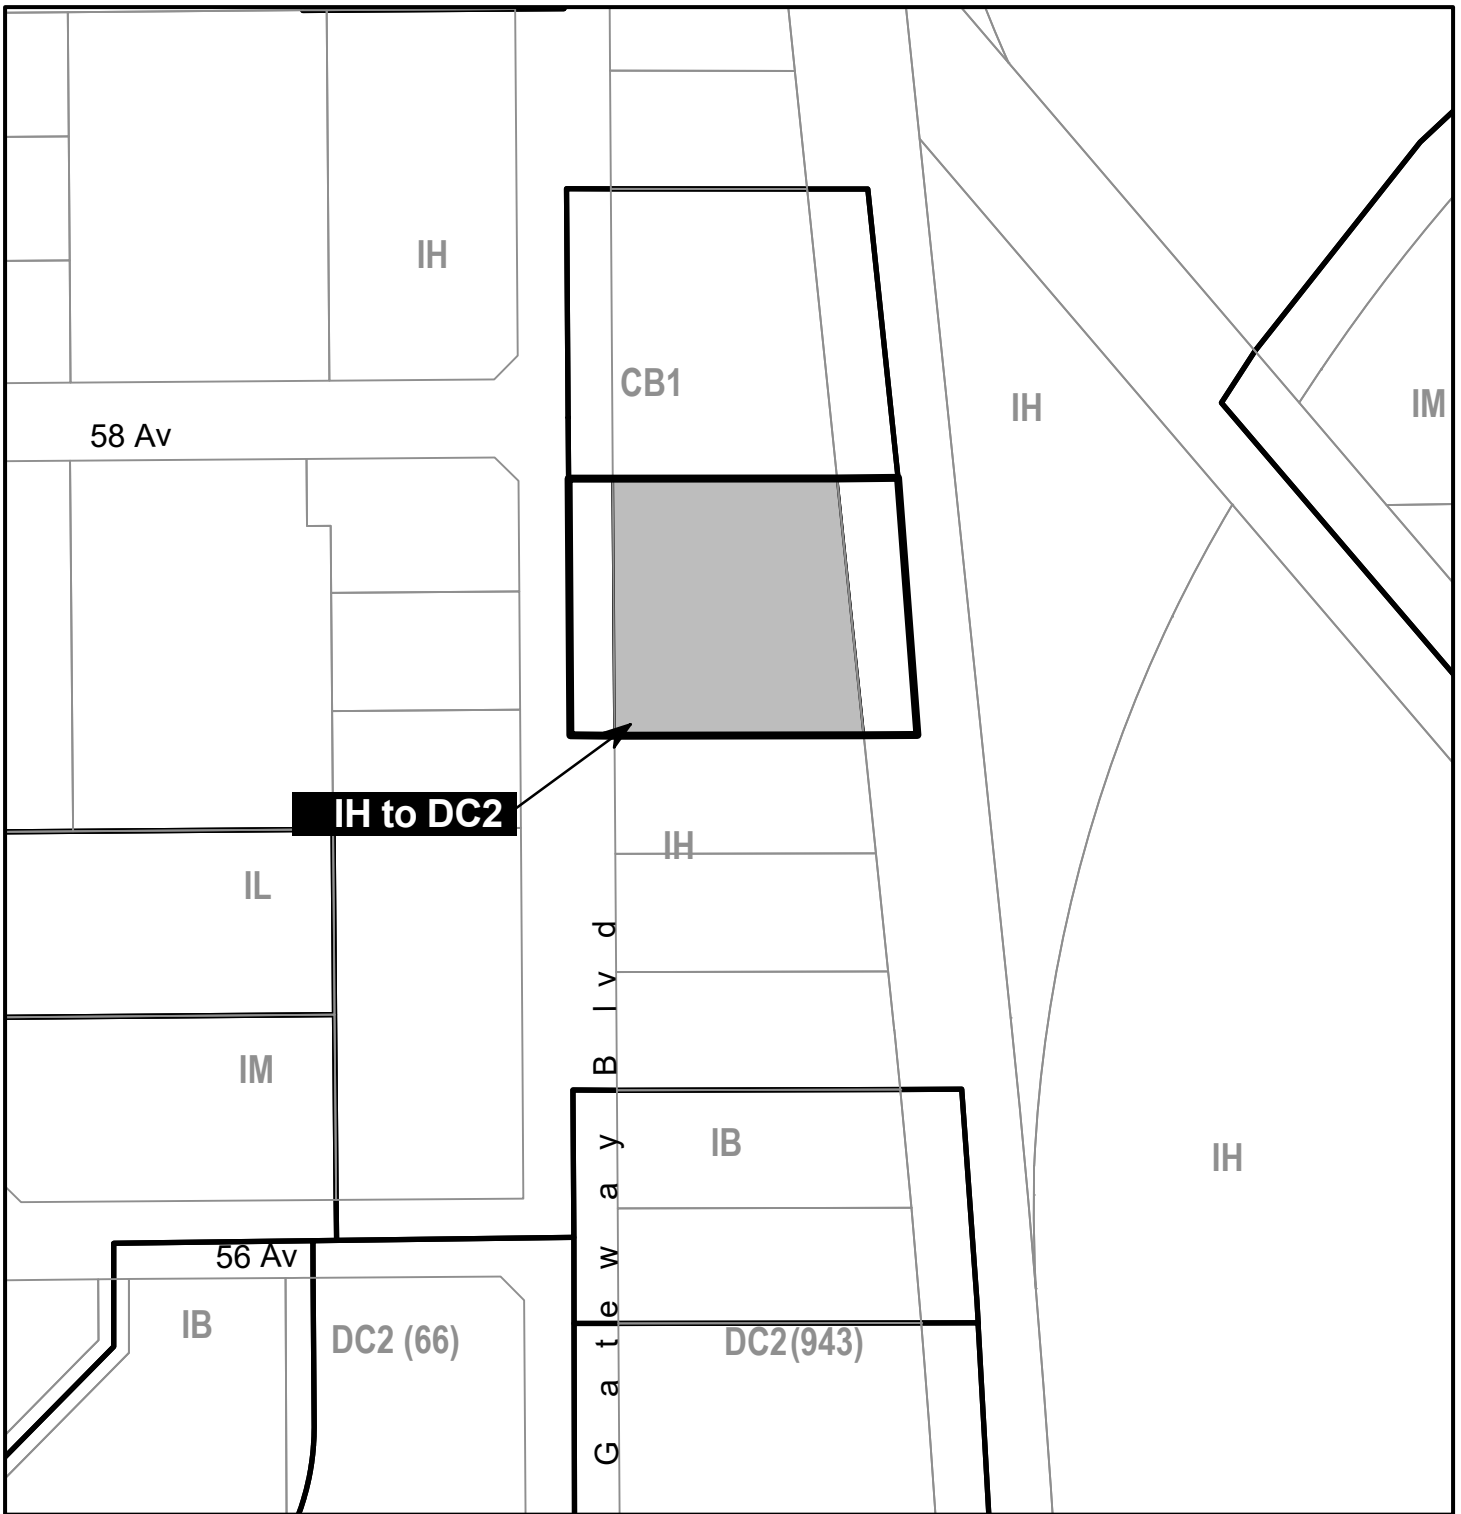 IH
CB1
IH
IM
58 Av
IH to DC2
IH
IL
IM
Gateway Blvd
IB
IH
56 Av
IB
DC2 (66)
DC2 (943)